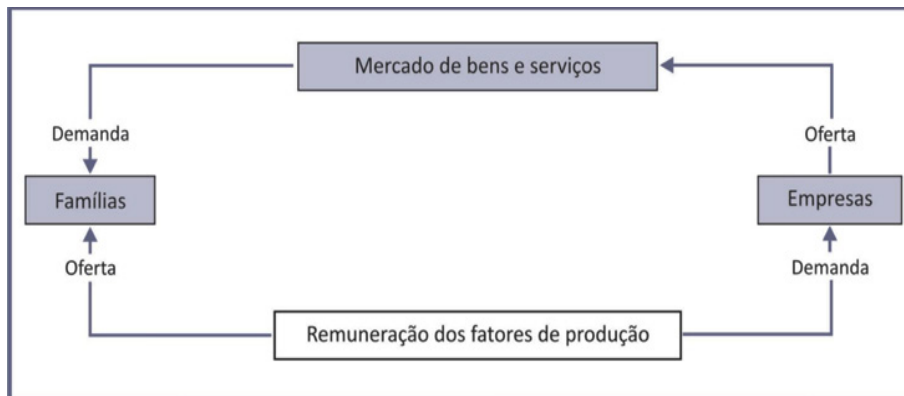 Mercado de bens e serviços
Demanda
Oferta
Famílias
Empresas
Oferta
Demanda
Remuneração dos fatores de produção